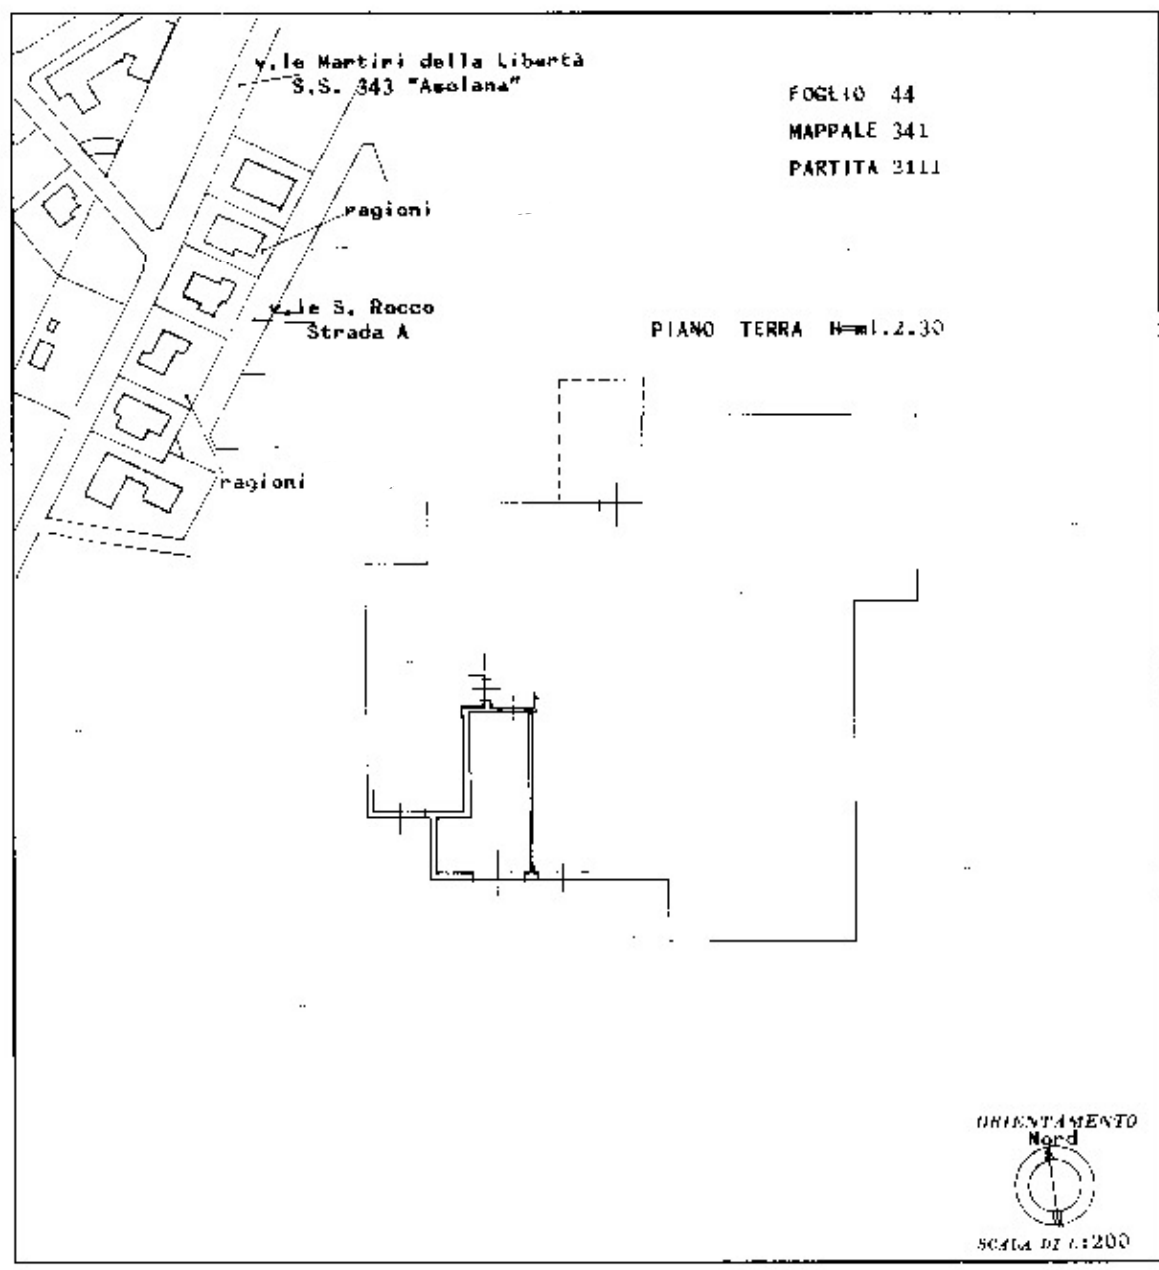 v.le Martiri della Libertà
S.S. 343 "Asolana"
FOGLIO 44
MAPPALE 341
PARTITA 3111
ragioni
v.le S. Rocco
Strada A
PIANO TERRA H=ml.2.30
ragioni
ORIENTAMENTO
Nord
SCALA DI 1:200